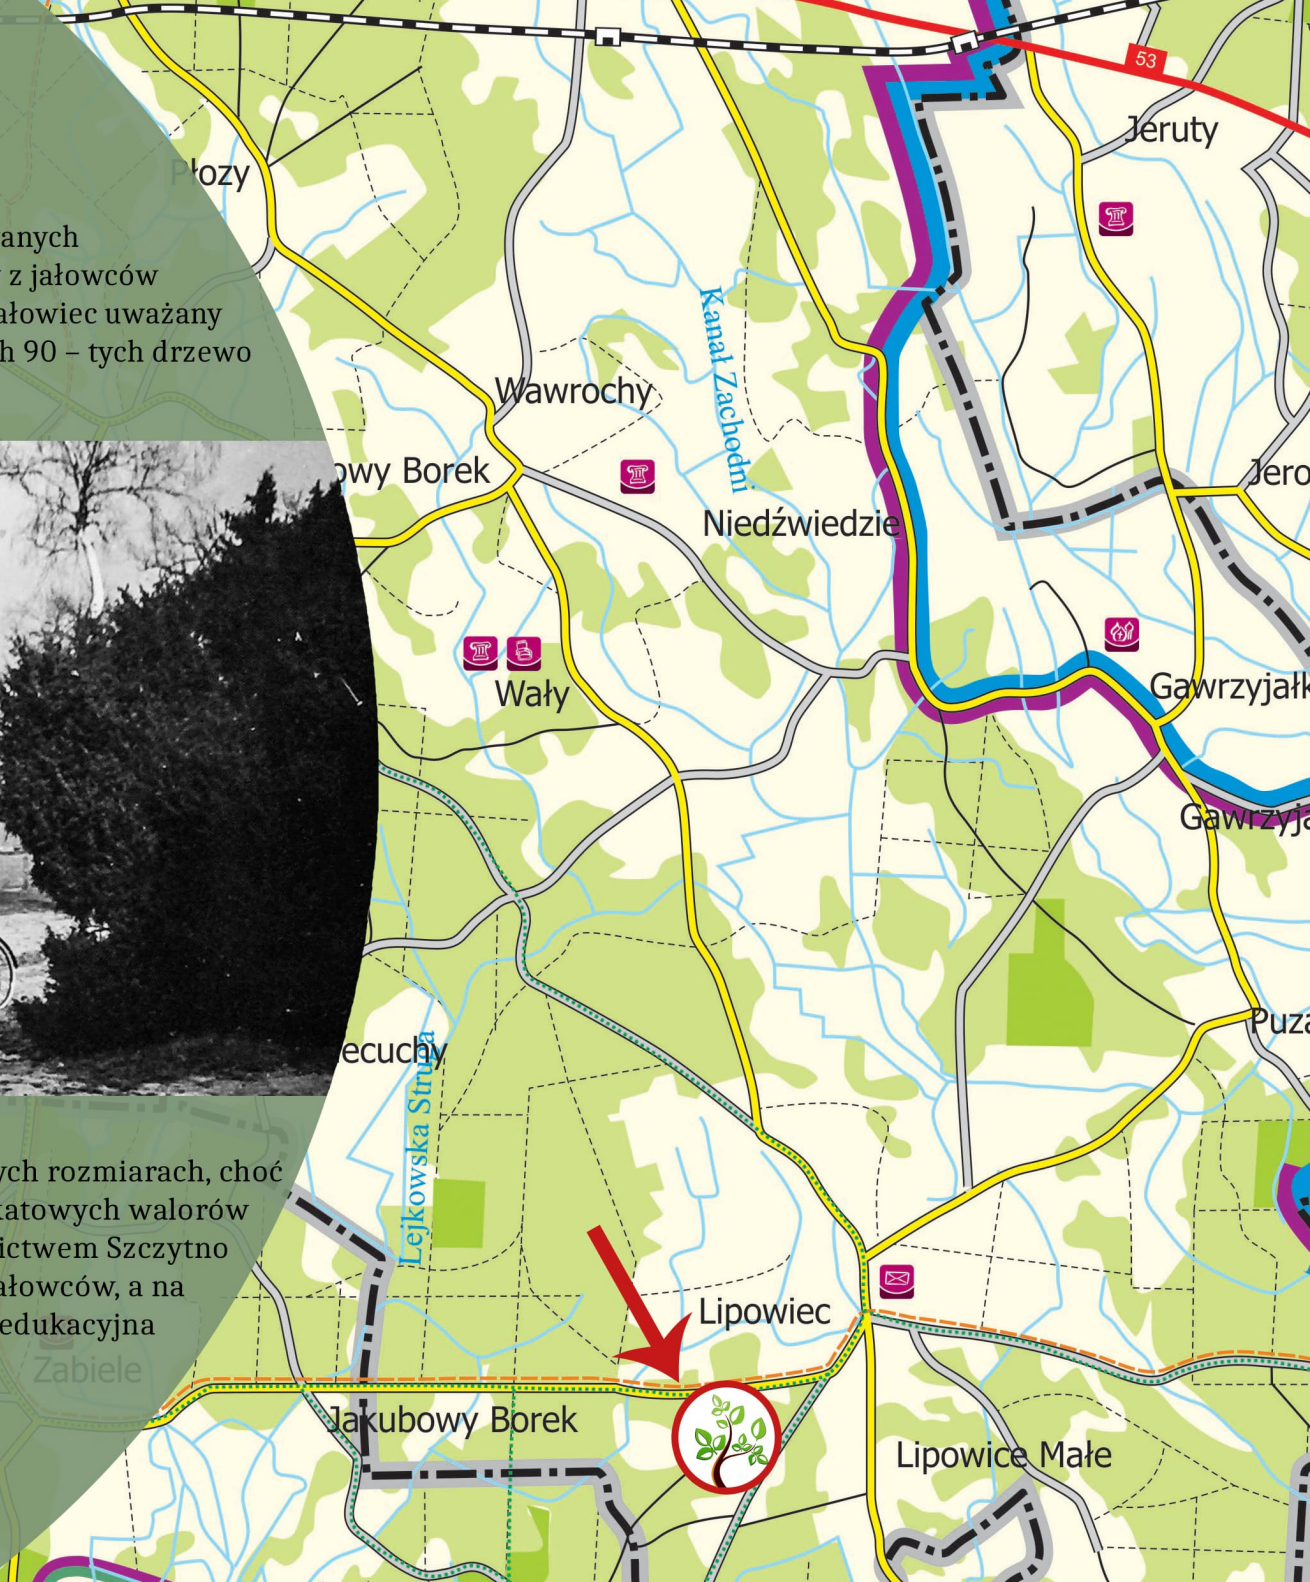 53
Jeruty
Płozy
wanych
z jałowców
ałowiec uważany
h 90 – tych drzewo
Kanał Zachodni
Wawrochy
owy Borek
Jero
Niedźwiedzie
Wały
Gawrzyjałk
Gawrzyja
Puza
ecuchy
Lejkowska Struga
ych rozmiarach, choć
katowych walorów
ictwem Szczytno
ałowców, a na
edukacyjna
Zabiele
Lipowiec
Jakubowy Borek
Lipowice Małe